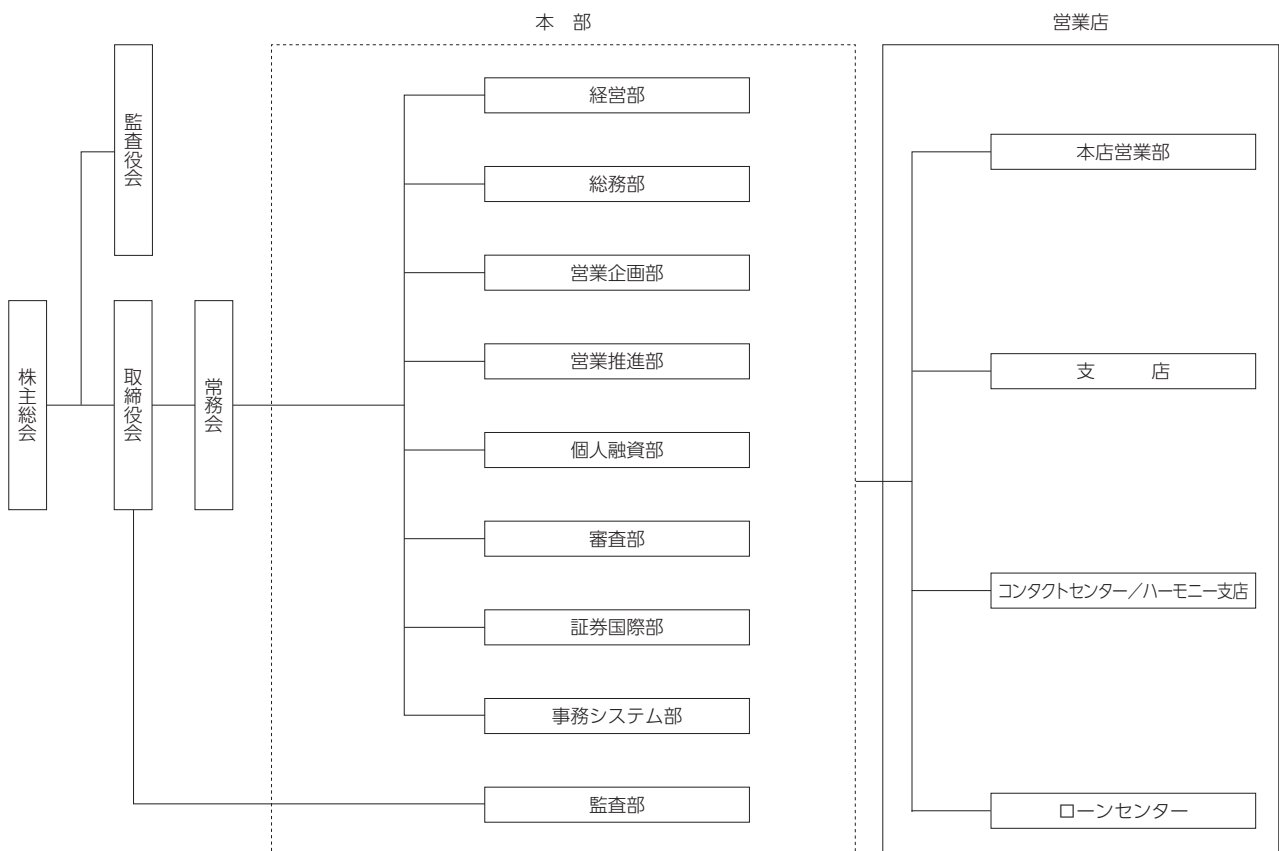 本　部
営業店
監査役会
株主総会
取締役会
常務会
経営部
総務部
営業企画部
営業推進部
個人融資部
審査部
証券国際部
事務システム部
監査部
本店営業部
支　　店
コンタクトセンター／ハーモニー支店
ローンセンター